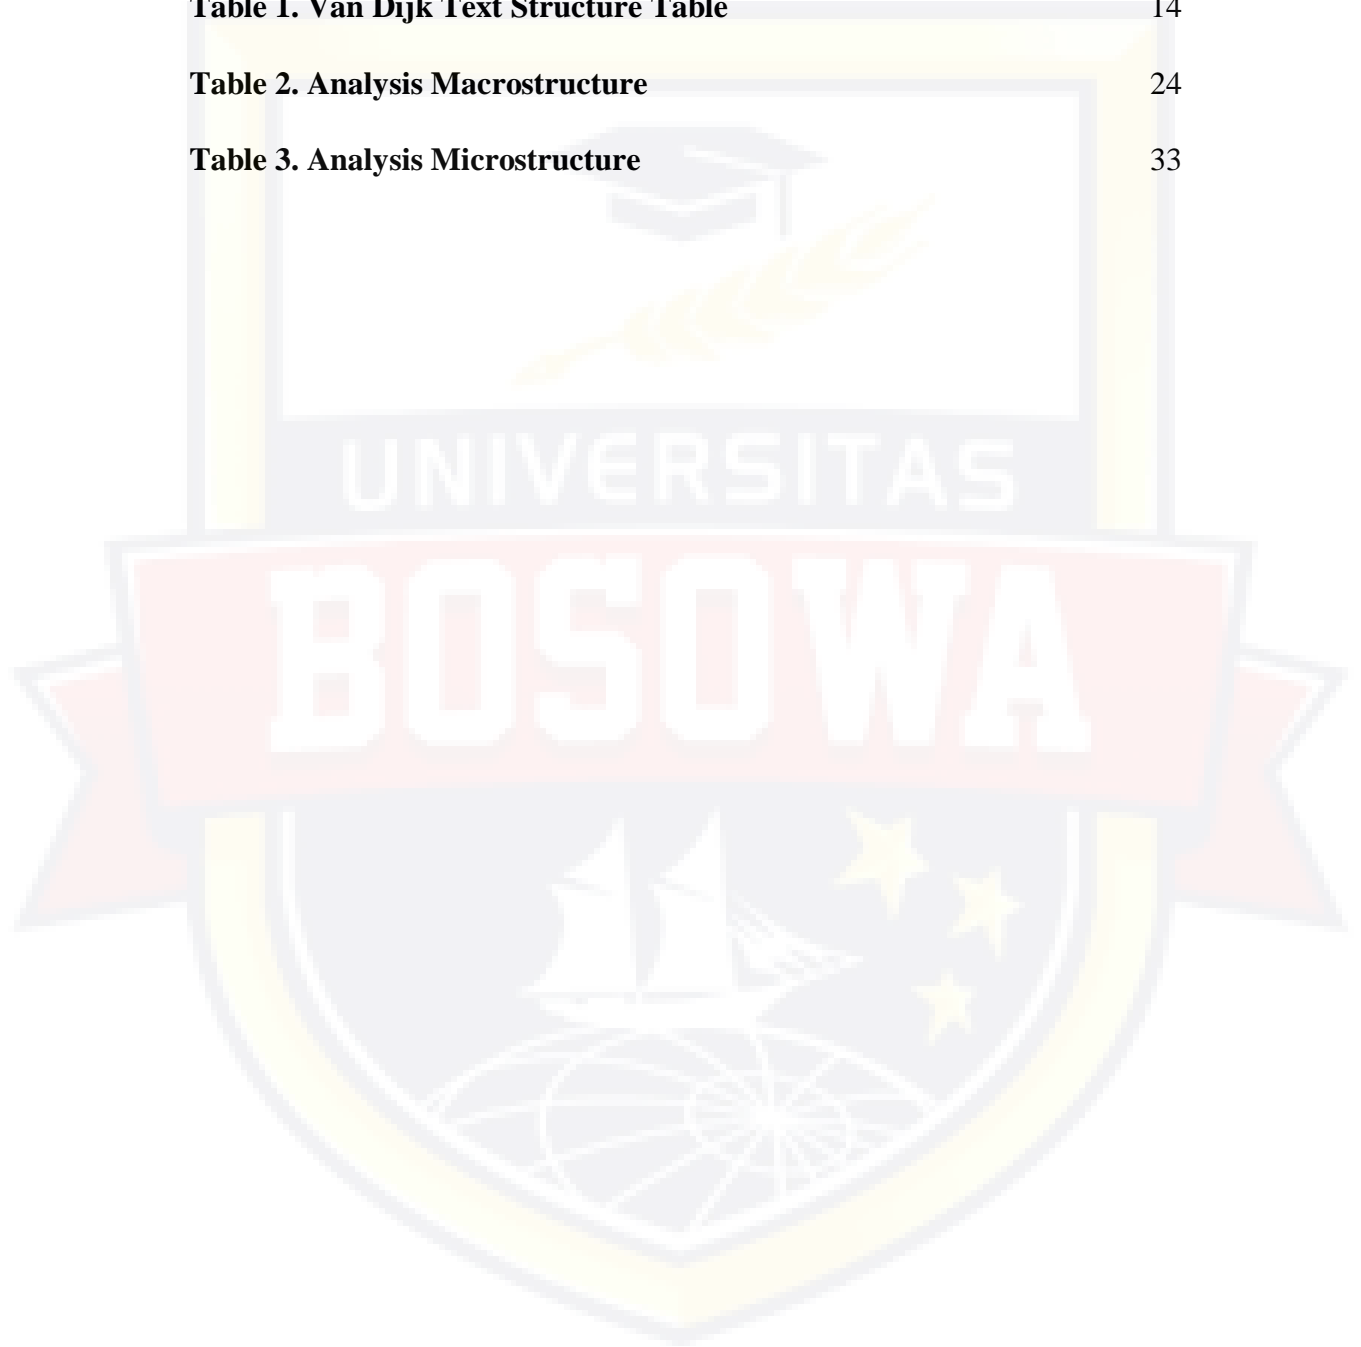 Table 1. Van Dijk Text Structure Table 14
Table 2. Analysis Macrostructure 24
Table 3. Analysis Microstructure 33
UNIVERSITAS
BOSOWA